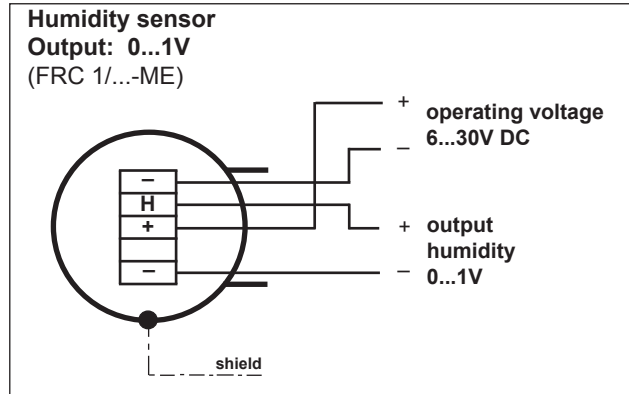 Humidity sensor
Output: 0...1V
(FRC 1/...-ME)
+ operating voltage
6...30V DC
–
–
H
+
–
+ output
humidity
0...1V
–
shield